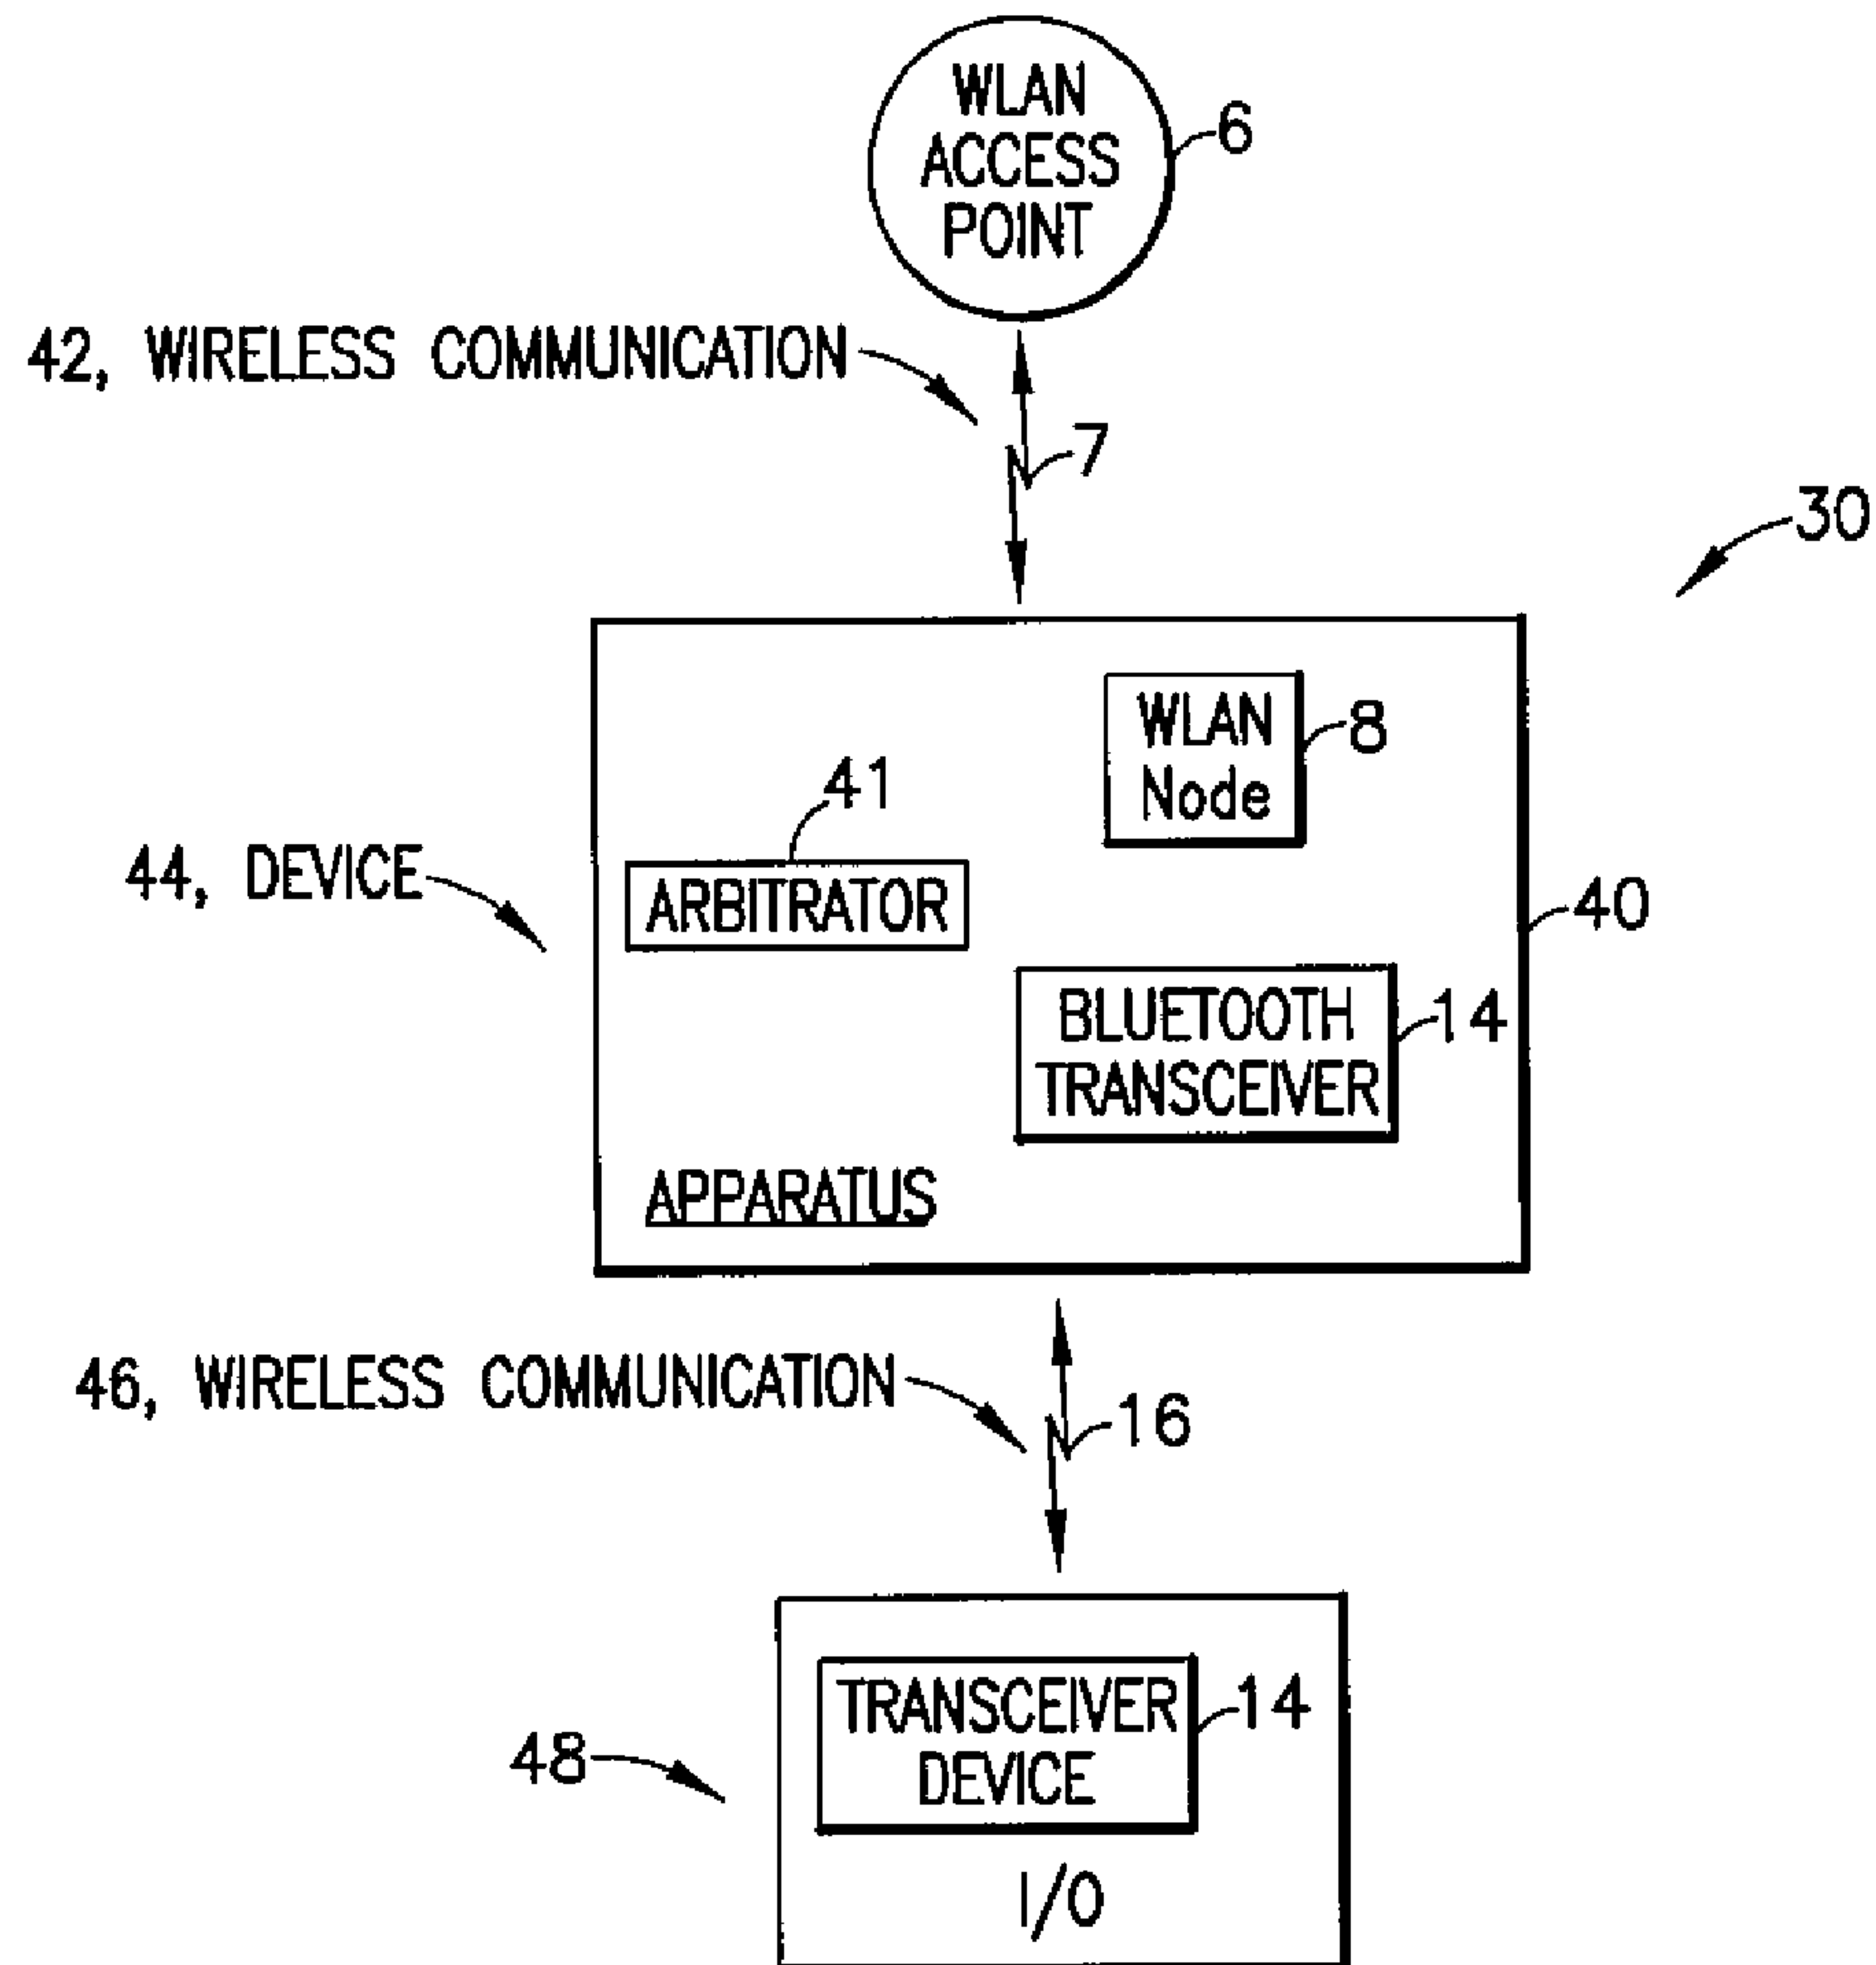 WLAN
ACCESS
POINT
6
42, WIRELESS COMMUNICATION
7
30
WLAN
Node
8
41
ARBITRATOR
44, DEVICE
40
BLUETOOTH
TRANSCEIVER
14
APPARATUS
46, WIRELESS COMMUNICATION
16
TRANSCEIVER
DEVICE
14
48
I/O